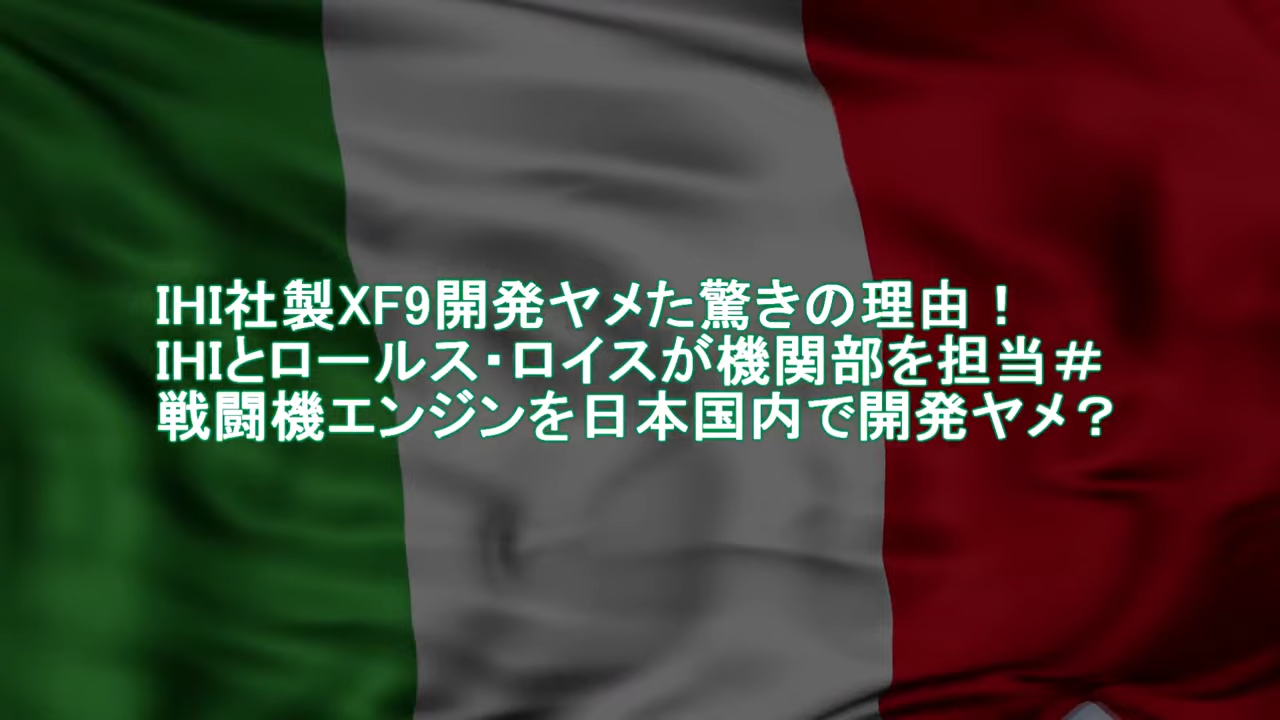 IHI社製XF9開発ヤメた驚きの理由！
IHIとロールス・ロイスが機関部を担当＃
戦闘機エンジンを日本国内で開発ヤメ？